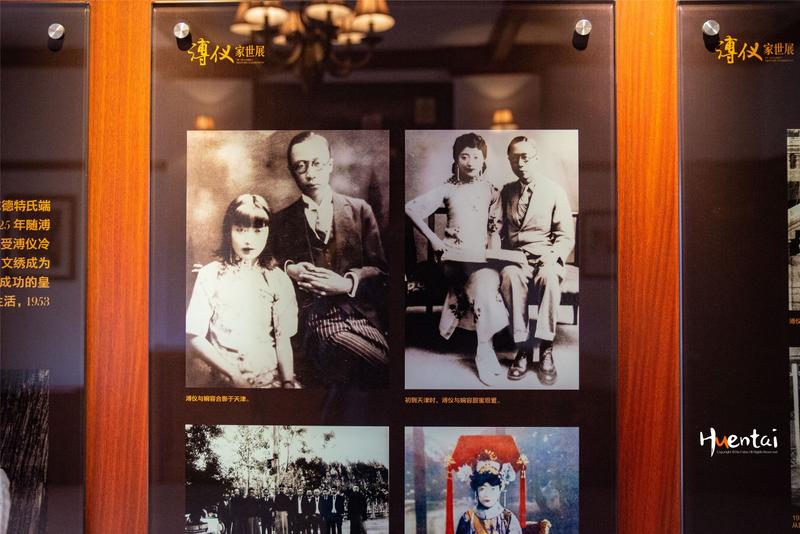 溥仪家世展
溥仪家世展
德特氏端
25年随溥
受溥仪冷
文绣成为
成功的皇
生活，1953
溥仪与婉容合影于天津。
初到天津时，溥仪与婉容甜蜜恩爱。
Huentai